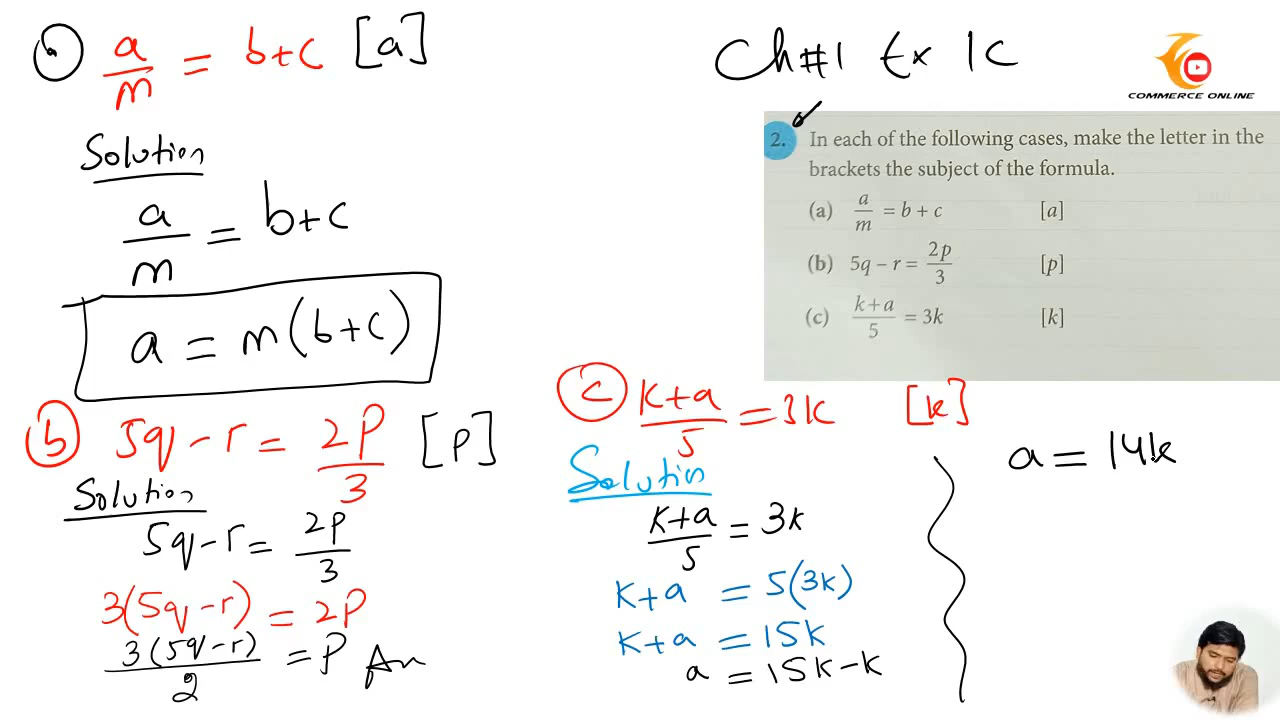 a) a/m = b+c [a]
Solution
a/m = b+c
a = m(b+c)
b) 5q-r = 2P/3 [P]
Solution
5q-r = 2P/3
3(5q-r) = 2P
3(5q-r)/2 = P An
Ch#1 Ex 1C
COMMERCE ONLINE
2. In each of the following cases, make the letter in the
brackets the subject of the formula.
(a) a/m = b + c [a]
(b) 5q – r = 2p/3 [p]
(c) k + a/5 = 3k [k]
c) k+a/5 = 3k [k]
Solution
k+a/5 = 3k
k+a = 5(3k)
k+a = 15k
a = 15k-k
a = 14k